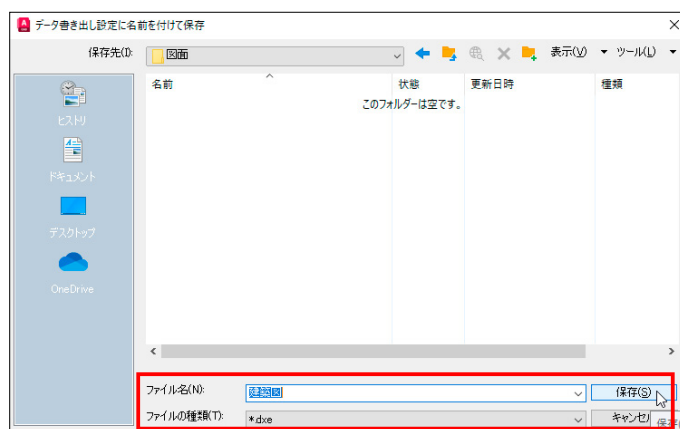 データ書き出し設定に名前を付けて保存
保存先(I): 図面 表示(V) ツール(L)
名前 状態 更新日時 種類
このフォルダーは空です。
ヒストリ
ドキュメント
デスクトップ
OneDrive
ファイル名(N): 建築図 保存(S)
ファイルの種類(T): *.dxe キャンセル